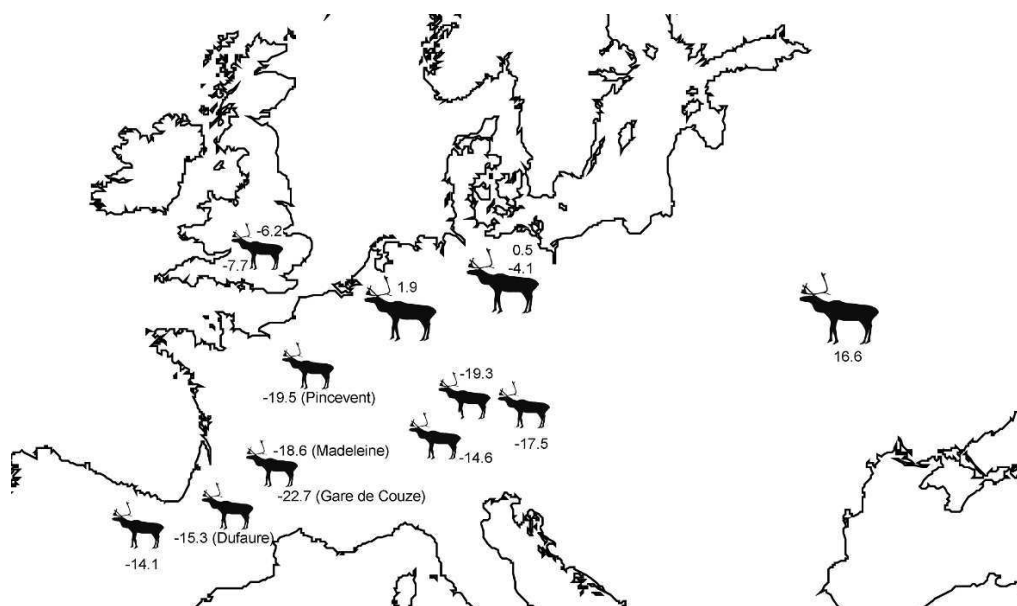 -6.2
-7.7
0.5
-4.1
1.9
16.6
-19.5 (Pincevent)
-19.3
-17.5
-14.6
-18.6 (Madeleine)
-22.7 (Gare de Couze)
-15.3 (Dufaure)
-14.1